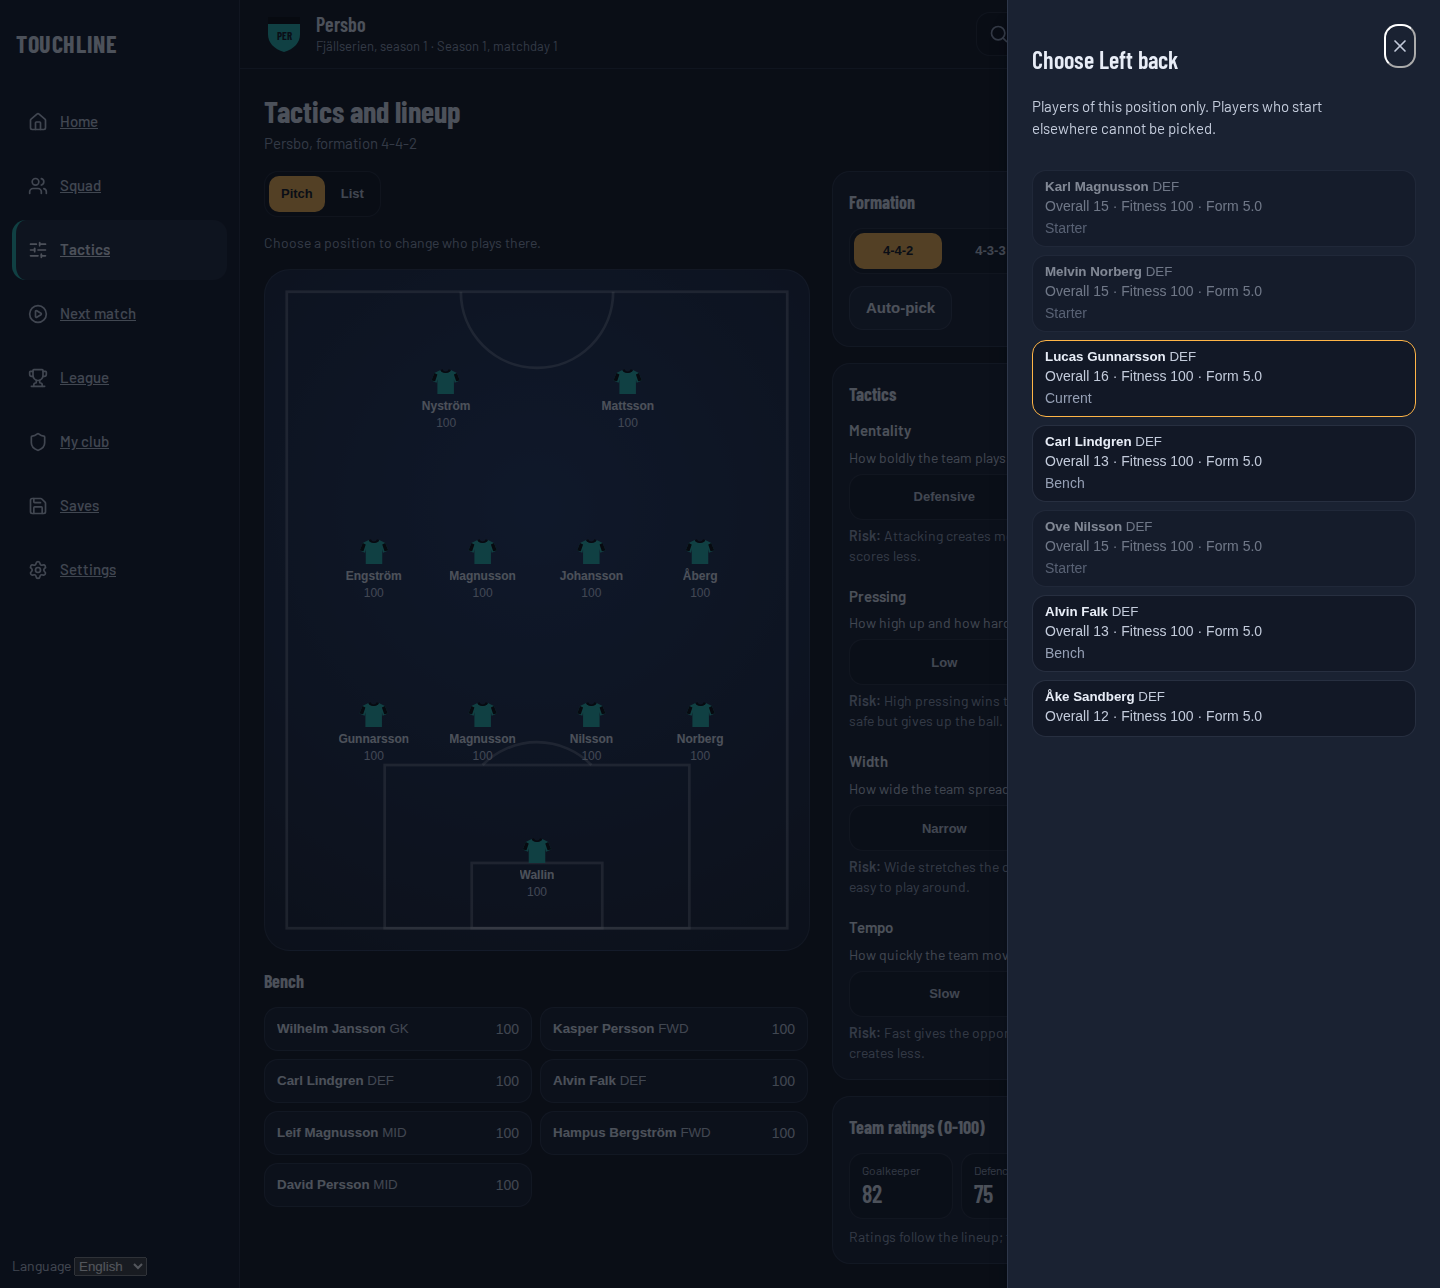 TOUCHLINE
Home
Squad
Tactics
Next match
League
My club
Saves
Settings
Language English
PER
Persbo
Fjällserien, season 1 · Season 1, matchday 1
Tactics and lineup
Persbo, formation 4-4-2
Pitch List
Choose a position to change who plays there.
Nyström Mattsson
100 100
Engström Magnusson Johansson Åberg
100 100 100 100
Gunnarsson Magnusson Nilsson Norberg
100 100 100 100
Wallin
100
Bench
Wilhelm Jansson GK 100 Kasper Persson FWD 100
Carl Lindgren DEF 100 Alvin Falk DEF 100
Leif Magnusson MID 100 Hampus Bergström FWD 100
David Persson MID 100
Formation
4-4-2 4-3-3
Auto-pick
Tactics
Mentality
How boldly the team plays
Defensive
Risk: Attacking creates m
scores less.
Pressing
How high up and how hard
Low
Risk: High pressing wins t
safe but gives up the ball.
Width
How wide the team spread
Narrow
Risk: Wide stretches the
easy to play around.
Tempo
How quickly the team mov
Slow
Risk: Fast gives the oppor
creates less.
Team ratings (0-100)
Goalkeeper Defenc
82 75
Ratings follow the lineup:
Choose Left back
Players of this position only. Players who start
elsewhere cannot be picked.
Karl Magnusson DEF
Overall 15 · Fitness 100 · Form 5.0
Starter
Melvin Norberg DEF
Overall 15 · Fitness 100 · Form 5.0
Starter
Lucas Gunnarsson DEF
Overall 16 · Fitness 100 · Form 5.0
Current
Carl Lindgren DEF
Overall 13 · Fitness 100 · Form 5.0
Bench
Ove Nilsson DEF
Overall 15 · Fitness 100 · Form 5.0
Starter
Alvin Falk DEF
Overall 13 · Fitness 100 · Form 5.0
Bench
Åke Sandberg DEF
Overall 12 · Fitness 100 · Form 5.0